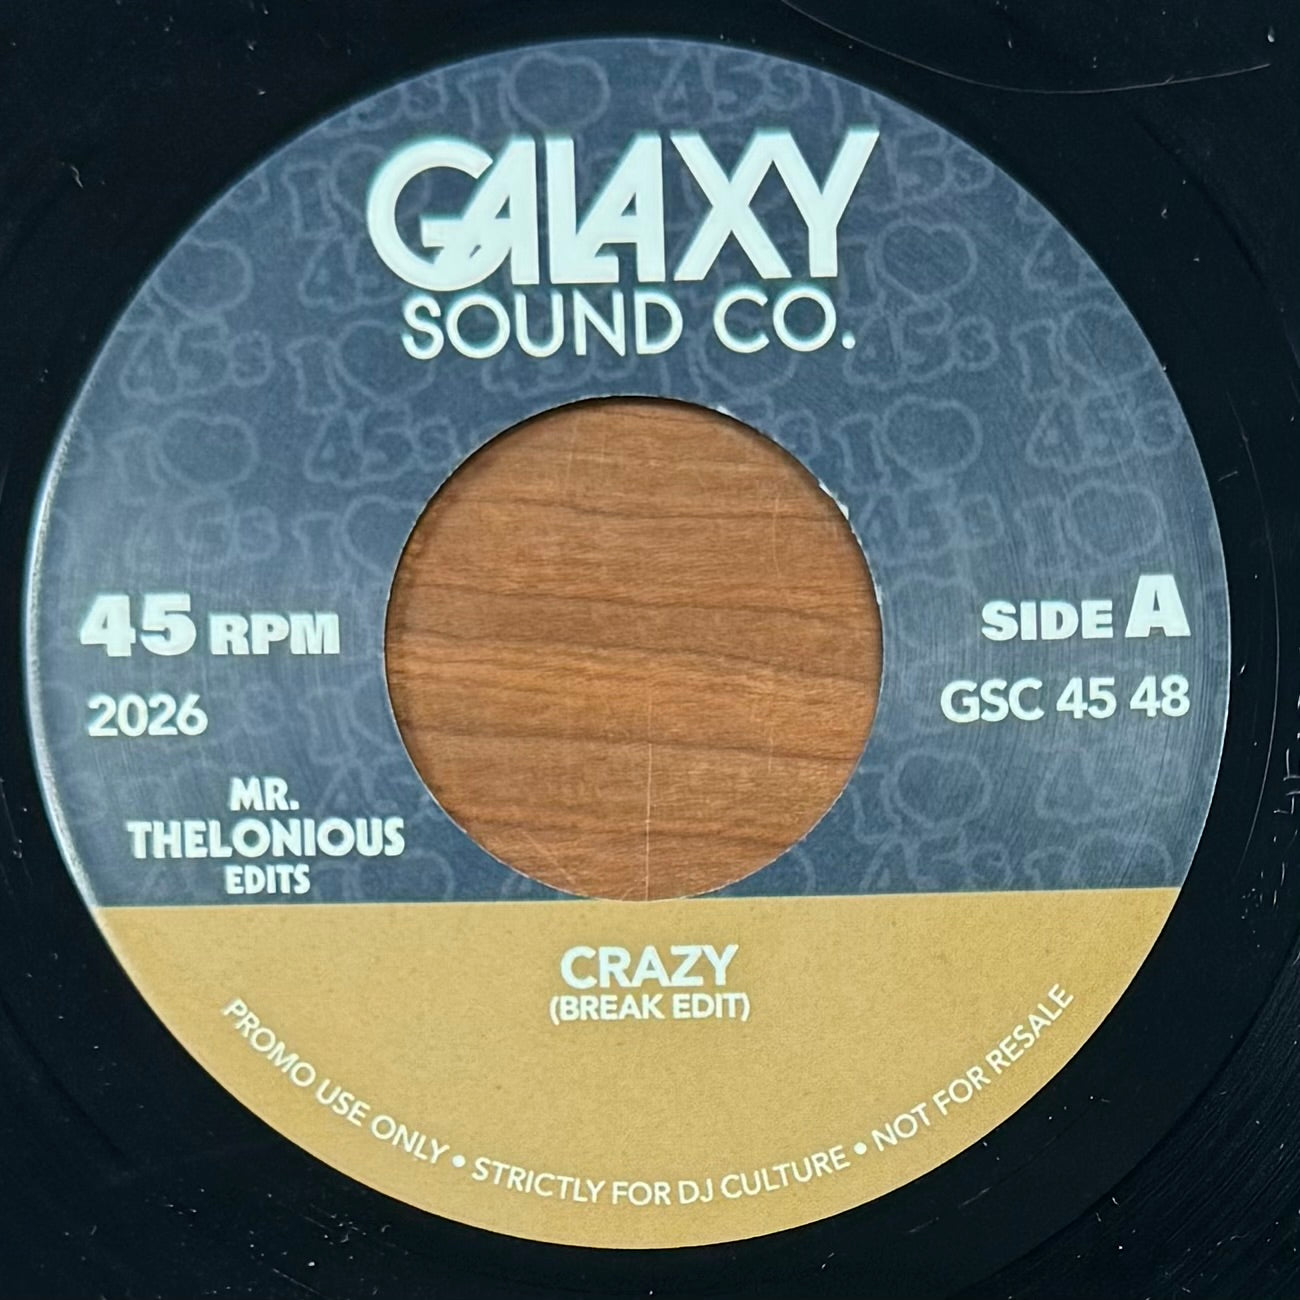 GALAXY
SOUND CO.
45 RPM
SIDE A
2026
GSC 45 48
MR.
THELONIOUS
EDITS
CRAZY
(BREAK EDIT)
PROMO USE ONLY • STRICTLY FOR DJ CULTURE • NOT FOR RESALE